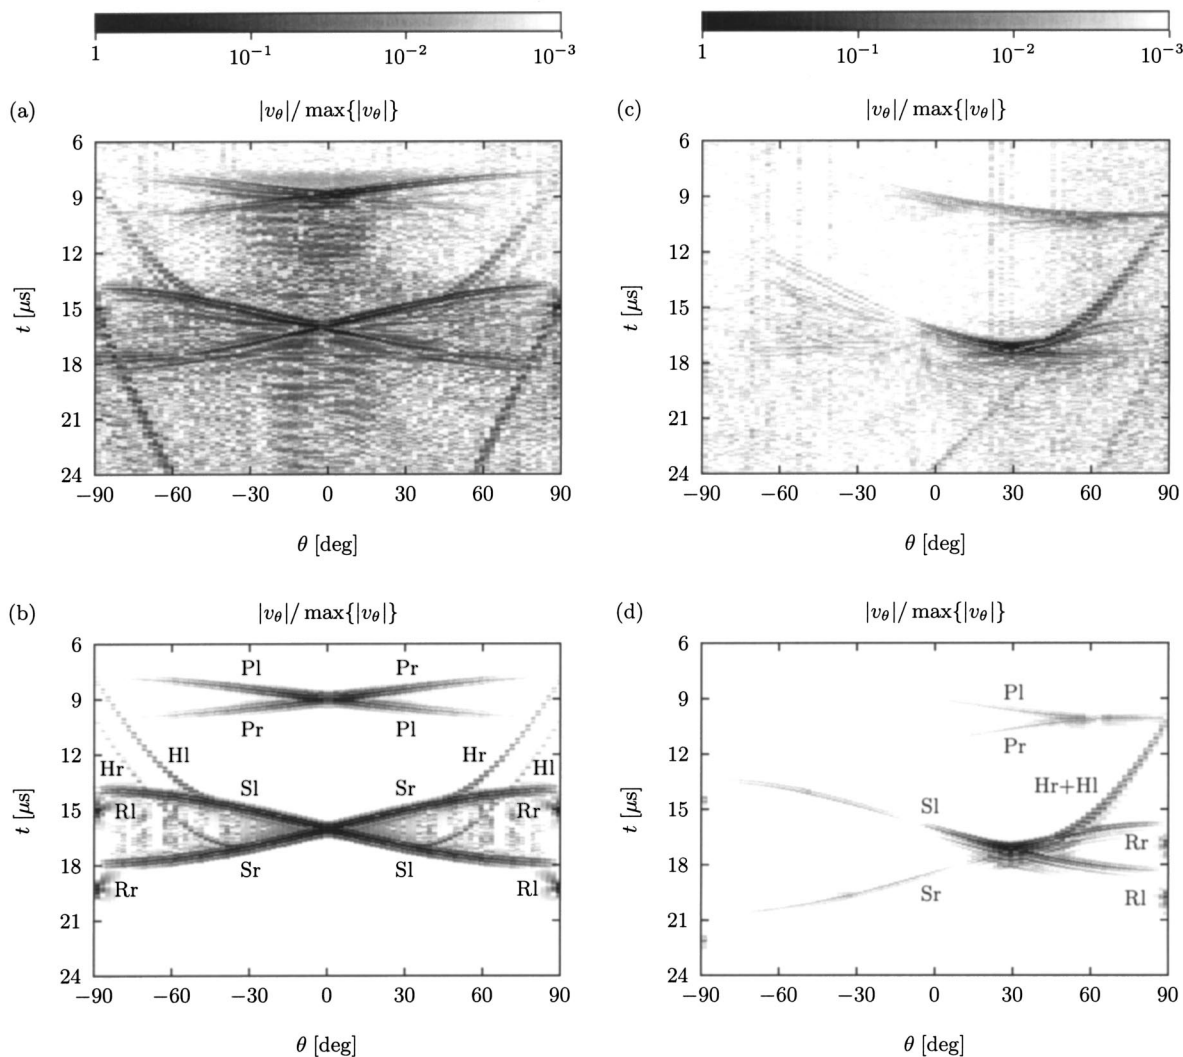 1 10⁻¹ 10⁻² 10⁻³
1 10⁻¹ 10⁻² 10⁻³
(a) |v_θ| / max{|v_θ|}
6
9
12
15
18
21
24
t [μs]
−90 −60 −30 0 30 60 90
θ [deg]
(c) |v_θ| / max{|v_θ|}
6
9
12
15
18
21
24
t [μs]
−90 −60 −30 0 30 60 90
θ [deg]
(b) |v_θ| / max{|v_θ|}
6
9
12
15
18
21
24
t [μs]
Pl Pr
Pr Pl
Hl Hr
Hr Hl
Sl Sr
Rl Rr
Sr Sl
Rr Rl
−90 −60 −30 0 30 60 90
θ [deg]
(d) |v_θ| / max{|v_θ|}
6
9
12
15
18
21
24
t [μs]
Pl
Pr
Hr+Hl
Sl
Rr
Sr Rl
−90 −60 −30 0 30 60 90
θ [deg]